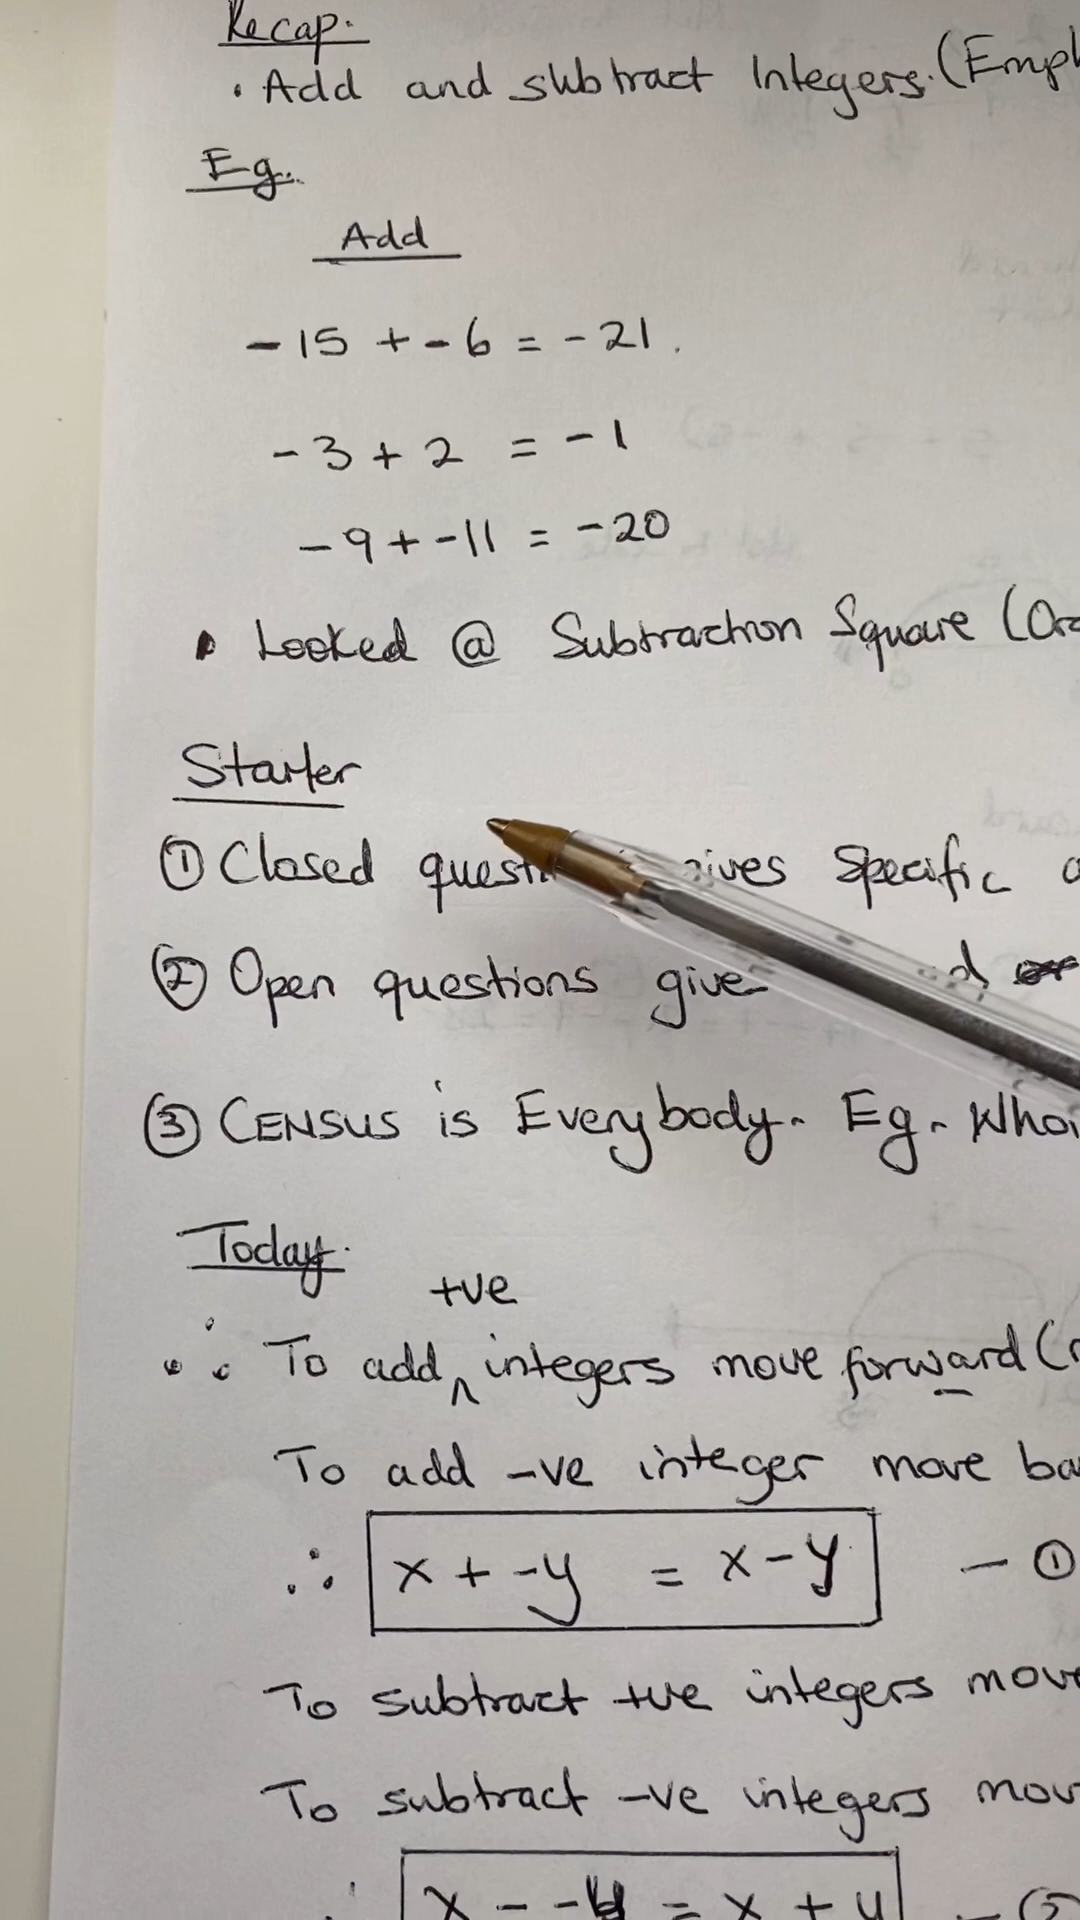 Recap.
• Add and subtract Integers. (Empl
Eg.
Add
-15 + -6 = -21.
-3 + 2 = -1
-9 + -11 = -20
• Looked @ Subtraction Square (Or
Starter
① Closed gives Specific
② Open questions give
③ CENSUS is Everybody. Eg. Who
Today.
+ve
∴ To add ∧ integers move forward (
To add -ve integer move ba
∴ x + -y = x - y - ①
To subtract +ve integers move
To subtract -ve integers mov
x - -y = x + y -